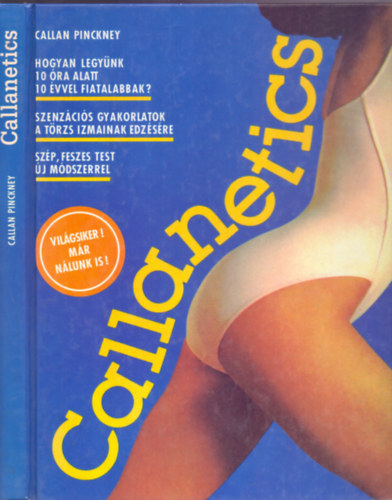 Callanetics
CALLAN PINCKNEY
CALLAN PINCKNEY
HOGYAN LEGYÜNK
10 ÓRA ALATT
10 ÉVVEL FIATALABBAK?
SZENZÁCIÓS GYAKORLATOK
A TÖRZS IZMAINAK EDZÉSÉRE
SZÉP, FESZES TEST
ÚJ MÓDSZERREL
VILÁGSIKER!
MÁR
NÁLUNK IS!
Callanetics